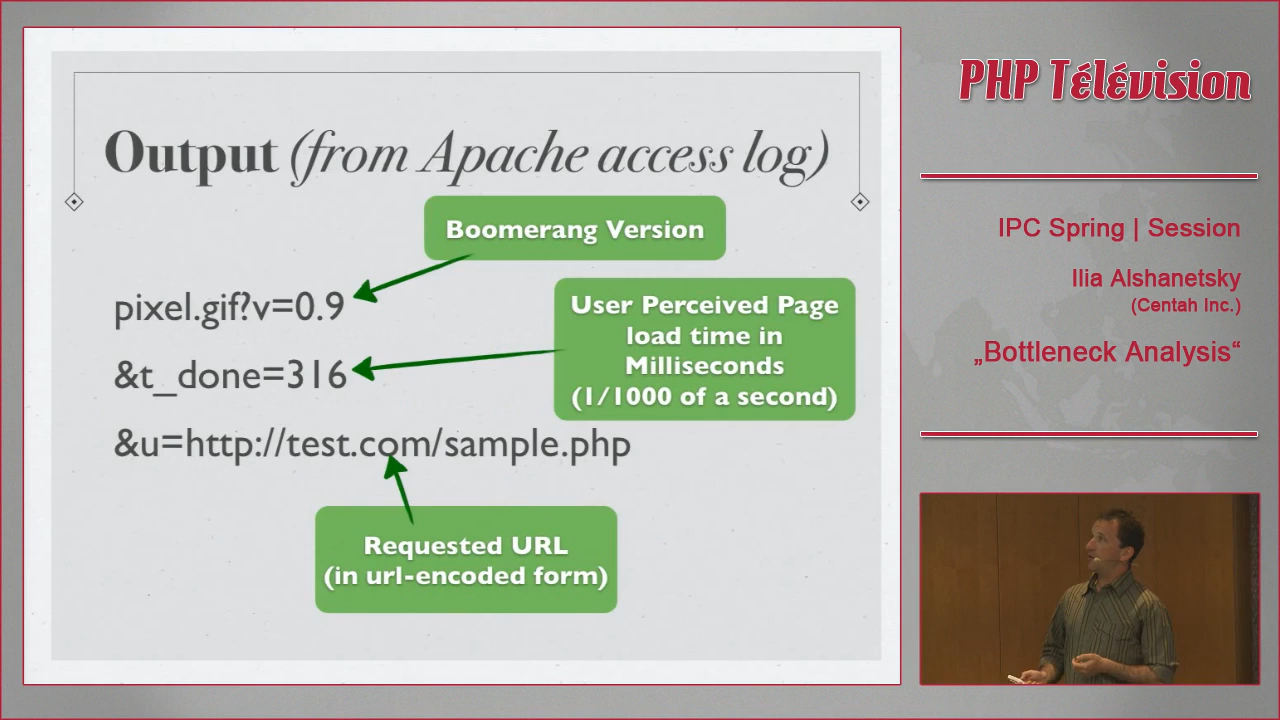 Output (from Apache access log)
Boomerang Version
pixel.gif?v=0.9
User Perceived Page
load time in
Milliseconds
(1/1000 of a second)
&t_done=316
&u=http://test.com/sample.php
Requested URL
(in url-encoded form)
PHP Télévision
IPC Spring | Session
Ilia Alshanetsky
(Centah Inc.)
„Bottleneck Analysis“